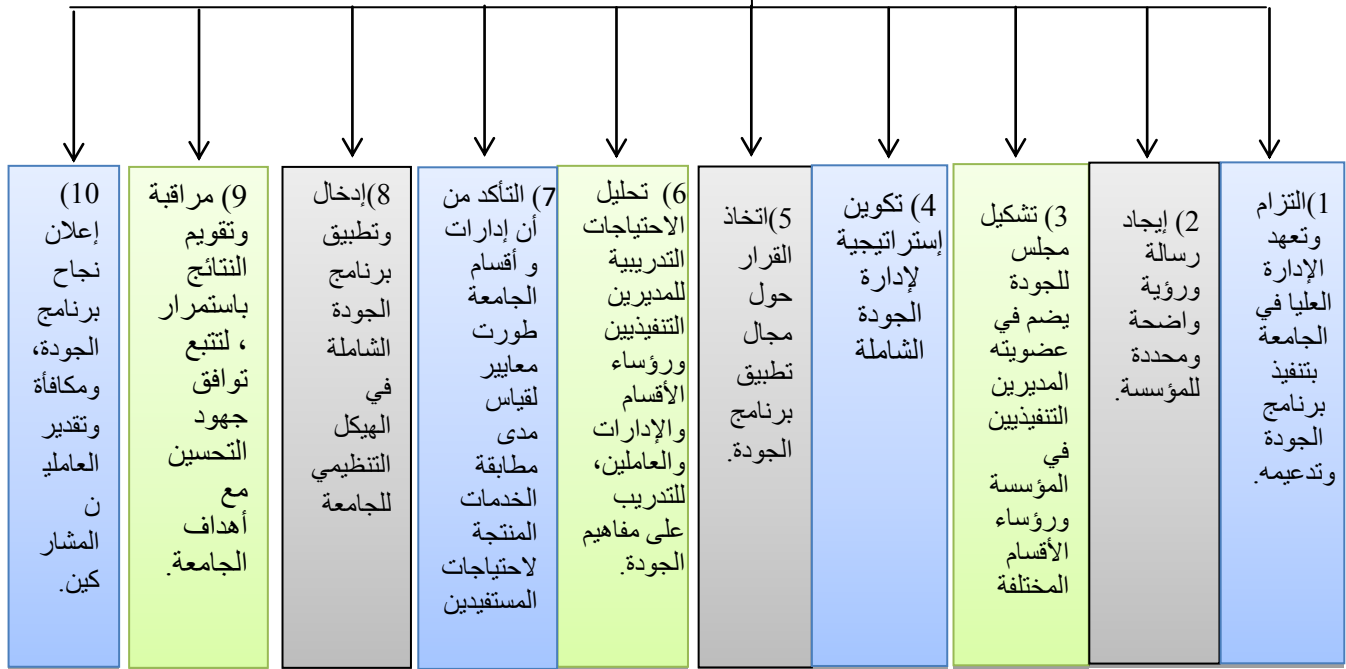 1)التزام
وتعهد
الإدارة
العليا في
الجامعة
بتنفيذ
برنامج
الجودة
وتدعيمه.
2) إيجاد
رسالة
ورؤية
واضحة
ومحددة
للمؤسسة.
3) تشكيل
مجلس
للجودة
يضم في
عضويته
المديرين
التنفيذيين
في
المؤسسة
ورؤساء
الأقسام
المختلفة
4) تكوين
إستراتيجية
لإدارة
الجودة
الشاملة
5)اتخاذ
القرار
حول
مجال
تطبيق
برنامج
الجودة.
6) تحليل
الاحتياجات
التدريبية
للمديرين
التنفيذيين
ورؤساء
الأقسام
والإدارات
والعاملين،
للتدريب
على مفاهيم
الجودة.
7) التأكد من
أن إدارات
و أقسام
الجامعة
طورت
معايير
لقياس
مدى
مطابقة
الخدمات
المنتجة
لاحتياجات
المستفيدين
8)إدخال
وتطبيق
برنامج
الجودة
الشاملة
في
الهيكل
التنظيمي
للجامعة
9) مراقبة
وتقويم
النتائج
باستمرار
، لتتبع
توافق
جهود
التحسين
مع
أهداف
الجامعة.
10)
إعلان
نجاح
برنامج
الجودة،
ومكافأة
وتقدير
العاملي
ن
المشار
كين.